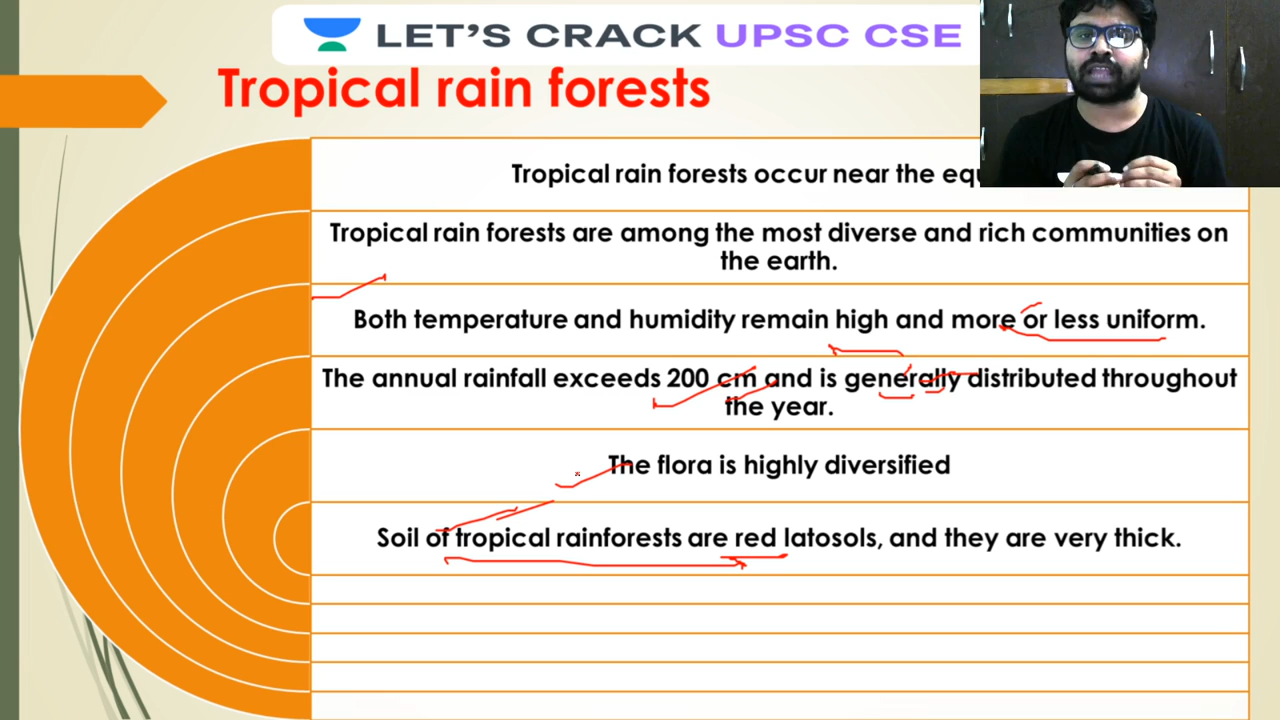 LET'S CRACK UPSC CSE
Tropical rain forests
Tropical rain forests occur near the
Tropical rain forests are among the most diverse and rich communities on
the earth.
Both temperature and humidity remain high and more or less uniform.
The annual rainfall exceeds 200 cm and is generally distributed throughout
the year.
The flora is highly diversified
Soil of tropical rainforests are red latosols, and they are very thick.